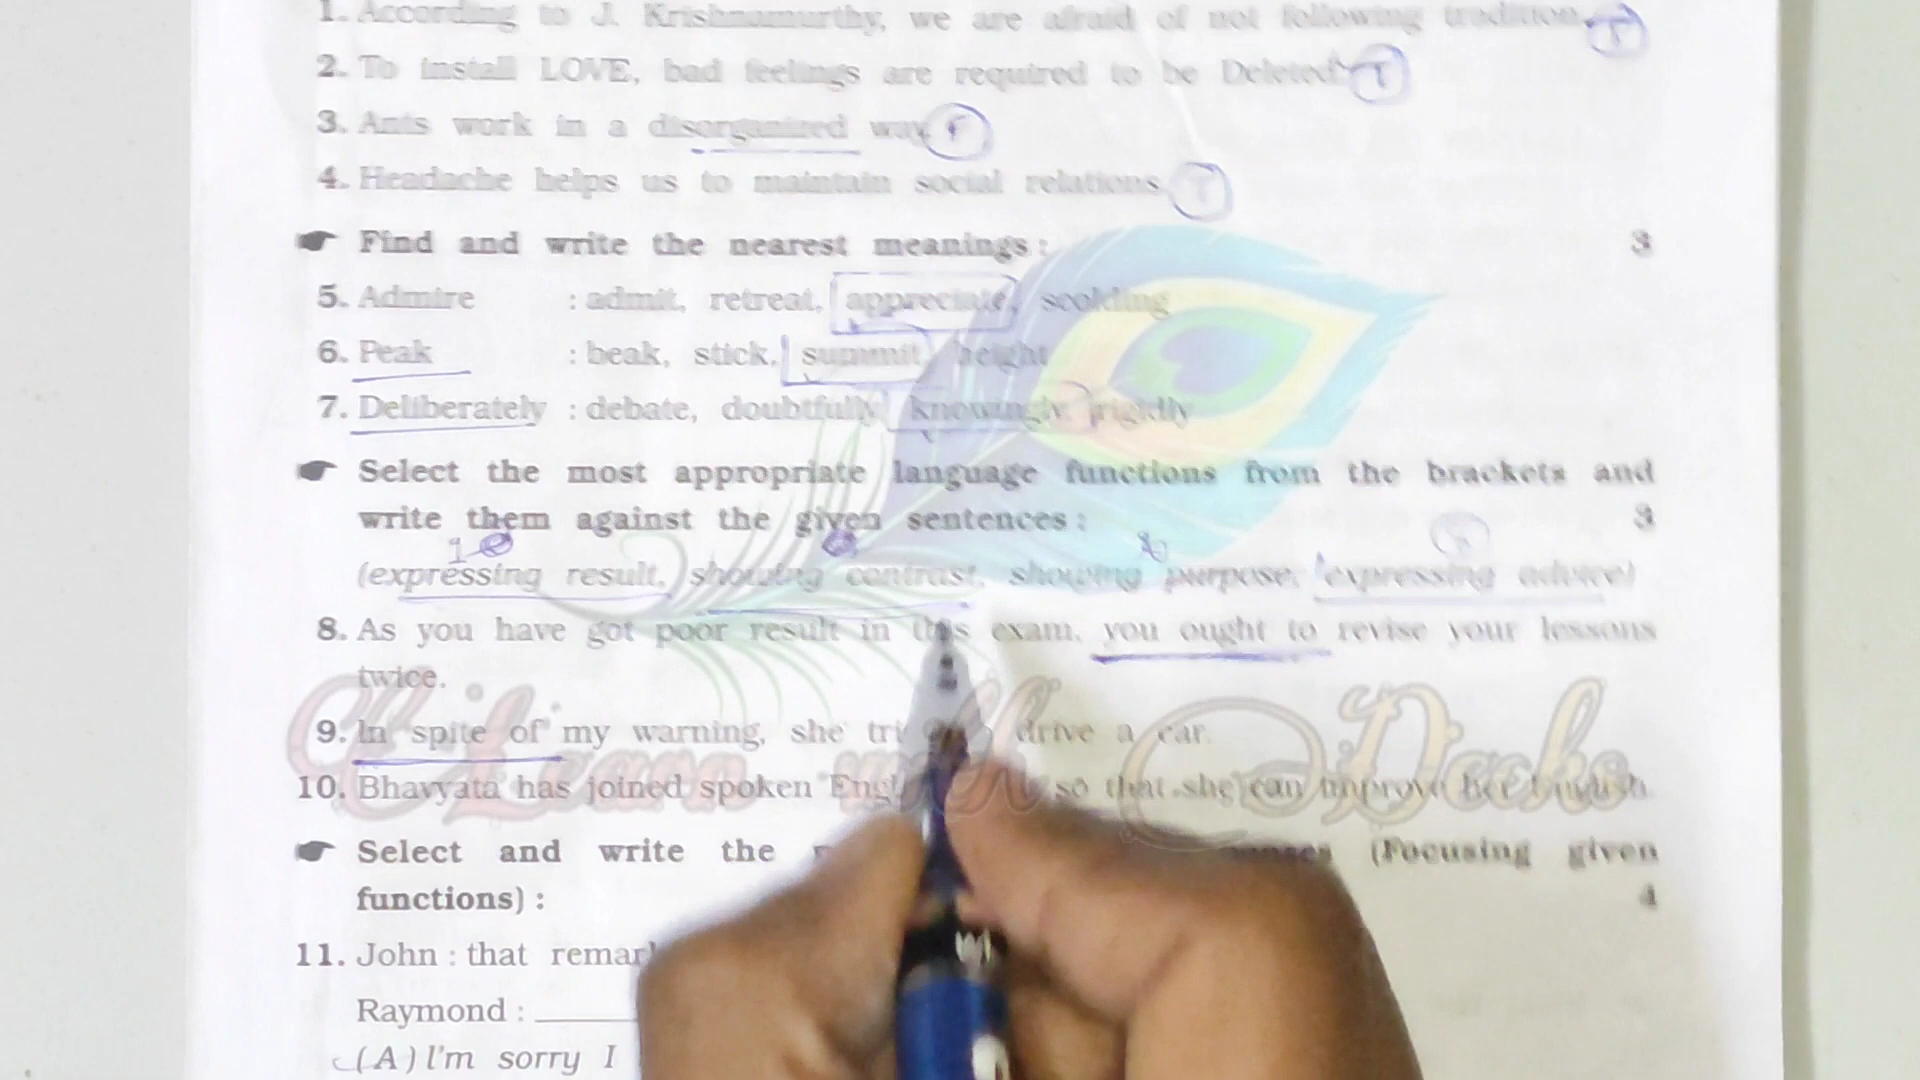 1. According to J. Krishnamurthy, we are afraid of not following tradition. T
2. To install LOVE, bad feelings are required to be Deleted. T
3. Ants work in a disorganized way. F
4. Headache helps us to maintain social relations. T
Find and write the nearest meanings : 3
5. Admire : admit, retreat, appreciate, scolding
6. Peak : beak, stick, summit, height
7. Deliberately : debate, doubtfully, knowingly, rigidly
Select the most appropriate language functions from the brackets and
write them against the given sentences : 3
(expressing result, showing contrast, showing purpose, expressing advice)
8. As you have got poor result in this exam, you ought to revise your lessons
twice.
9. In spite of my warning, she drive a car.
10. Bhavyata has joined spoken so that she can improve her English.
Select and write the (Focusing given
functions) : 4
11. John : that
Raymond :
(A) I'm sorry I
Learn with Decks